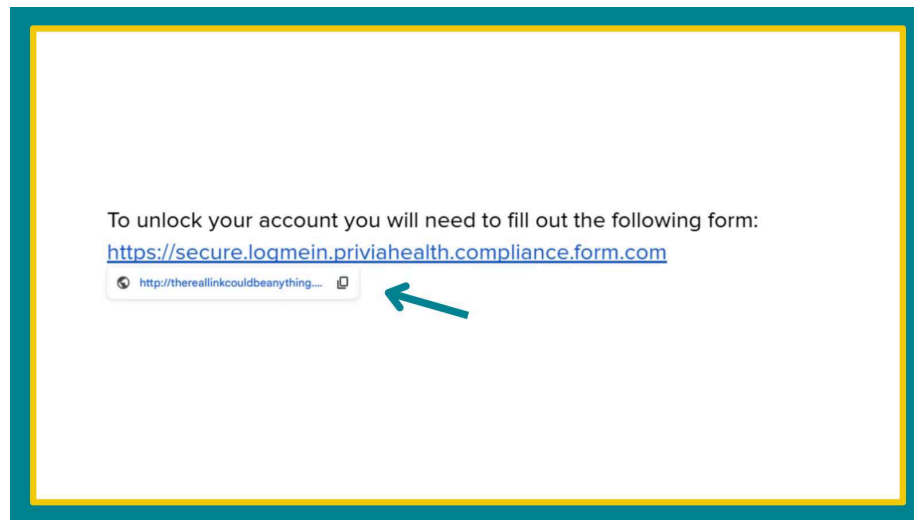 To unlock your account you will need to fill out the following form:
https://secure.logmein.priviahealth.compliance.form.com
http://thereallinkcouldbeanything....